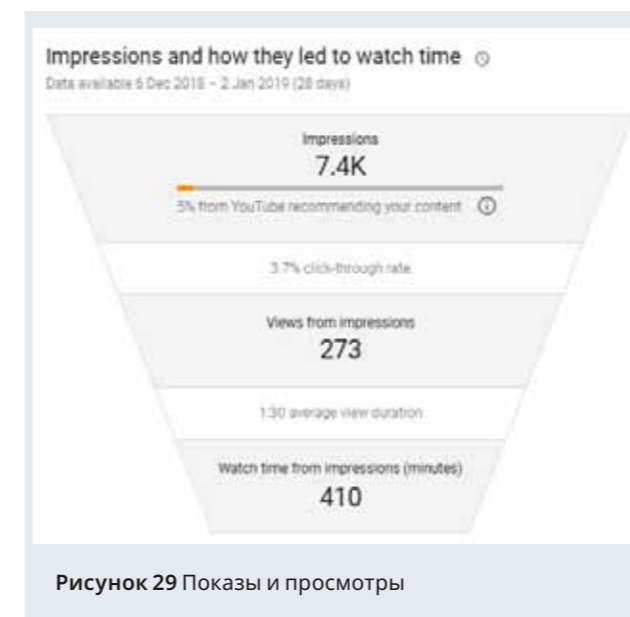 Impressions and how they led to watch time
Data available 6 Dec 2018 – 2 Jan 2019 (28 days)
Impressions
7.4K
5% from YouTube recommending your content
3.7% click-through rate
Views from impressions
273
1:30 average view duration
Watch time from impressions (minutes)
410
Рисунок 29 Показы и просмотры